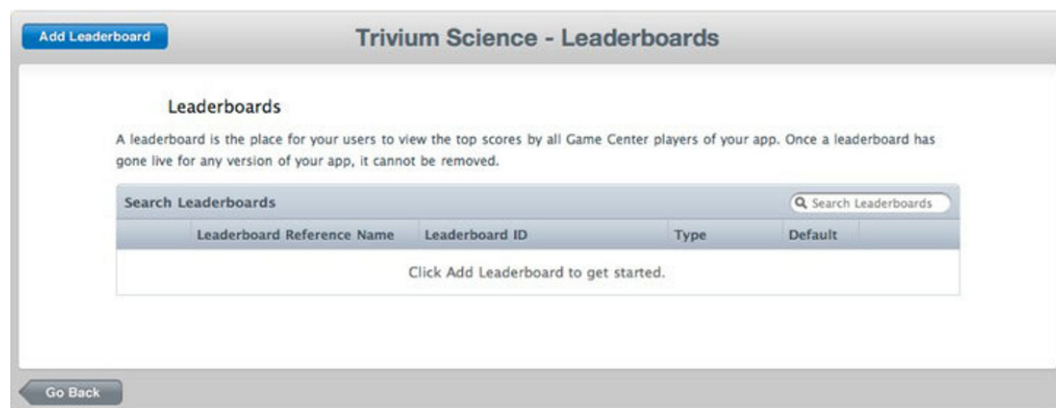 Add Leaderboard
Trivium Science - Leaderboards
Leaderboards
A leaderboard is the place for your users to view the top scores by all Game Center players of your app. Once a leaderboard has
gone live for any version of your app, it cannot be removed.
Search Leaderboards
Search Leaderboards
Leaderboard Reference Name Leaderboard ID Type Default
Click Add Leaderboard to get started.
Go Back